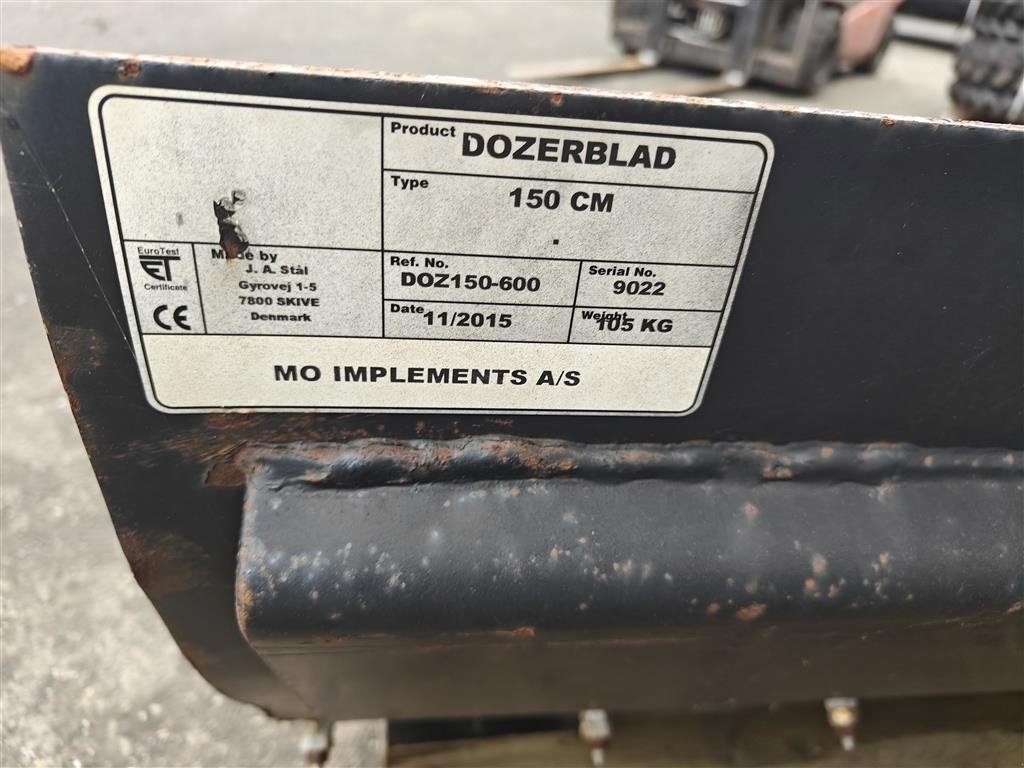 Product DOZERBLAD
Type 150 CM
EuroTest
ET
Certificate
CE
Made by
J. A. Stål
Gyrovej 1-5
7800 SKIVE
Denmark
Ref. No.
DOZ150-600
Serial No.
9022
Date 11/2015
Weight 105 KG
MO IMPLEMENTS A/S